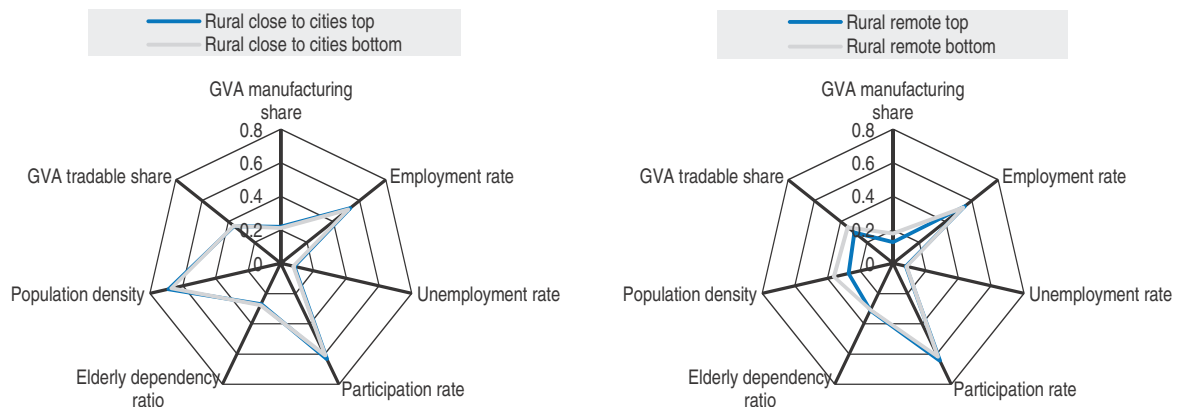 Rural close to cities top
Rural close to cities bottom
GVA manufacturing
share
0.8
0.6
0.4
0.2
0
GVA tradable share
Employment rate
Population density
Unemployment rate
Elderly dependency
ratio
Participation rate
Rural remote top
Rural remote bottom
GVA manufacturing
share
0.8
0.6
0.4
0.2
0
GVA tradable share
Employment rate
Population density
Unemployment rate
Elderly dependency
ratio
Participation rate